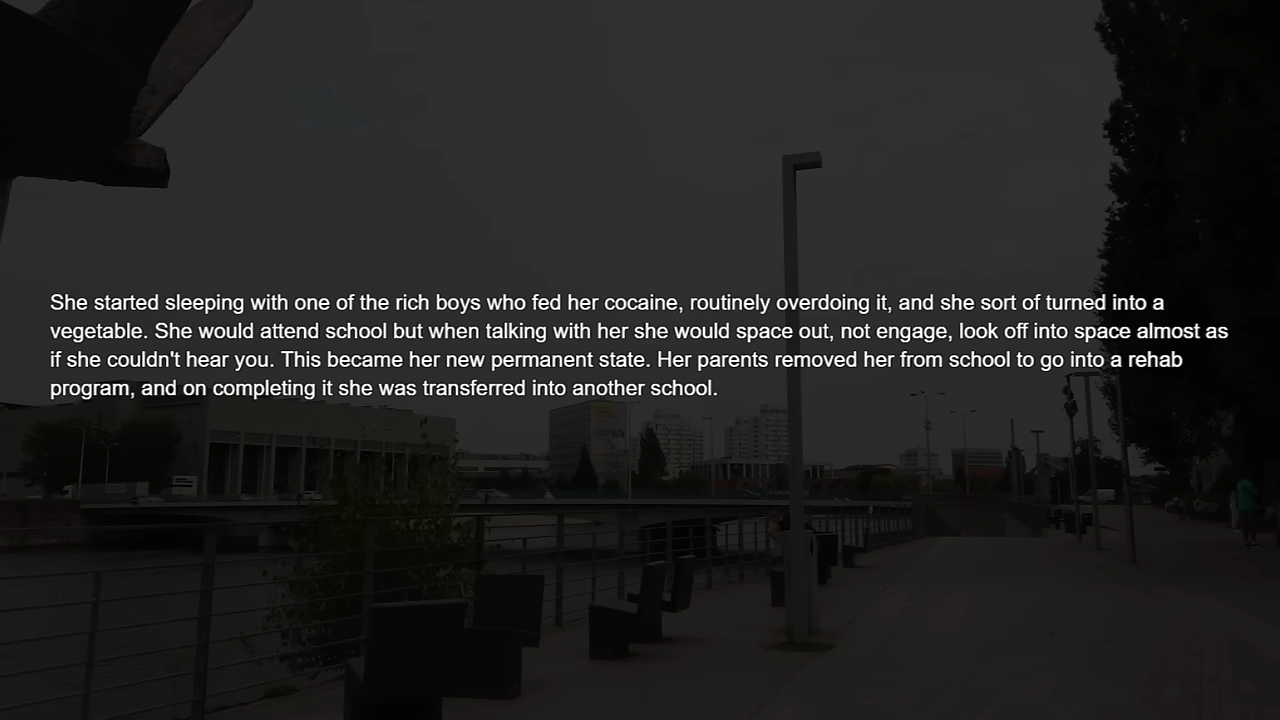 She started sleeping with one of the rich boys who fed her cocaine, routinely overdoing it, and she sort of turned into a
vegetable. She would attend school but when talking with her she would space out, not engage, look off into space almost as
if she couldn't hear you. This became her new permanent state. Her parents removed her from school to go into a rehab
program, and on completing it she was transferred into another school.